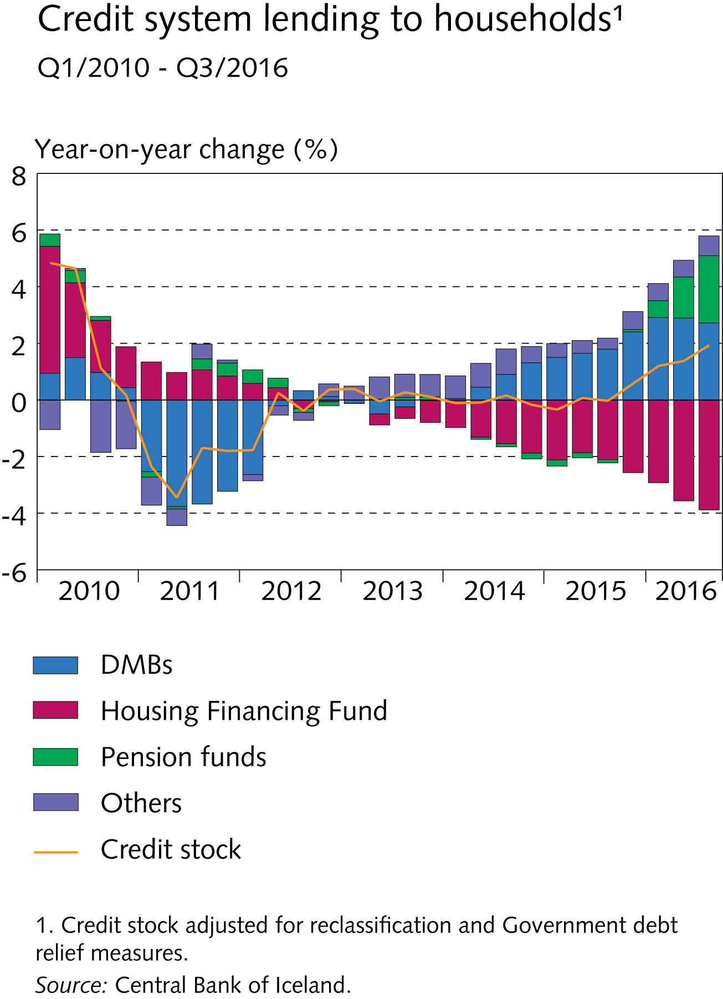 Credit system lending to households¹
Q1/2010 - Q3/2016
Year-on-year change (%)
8
6
4
2
0
-2
-4
-6
2010 2011 2012 2013 2014 2015 2016
DMBs
Housing Financing Fund
Pension funds
Others
Credit stock
1. Credit stock adjusted for reclassification and Government debt
relief measures.
Source: Central Bank of Iceland.